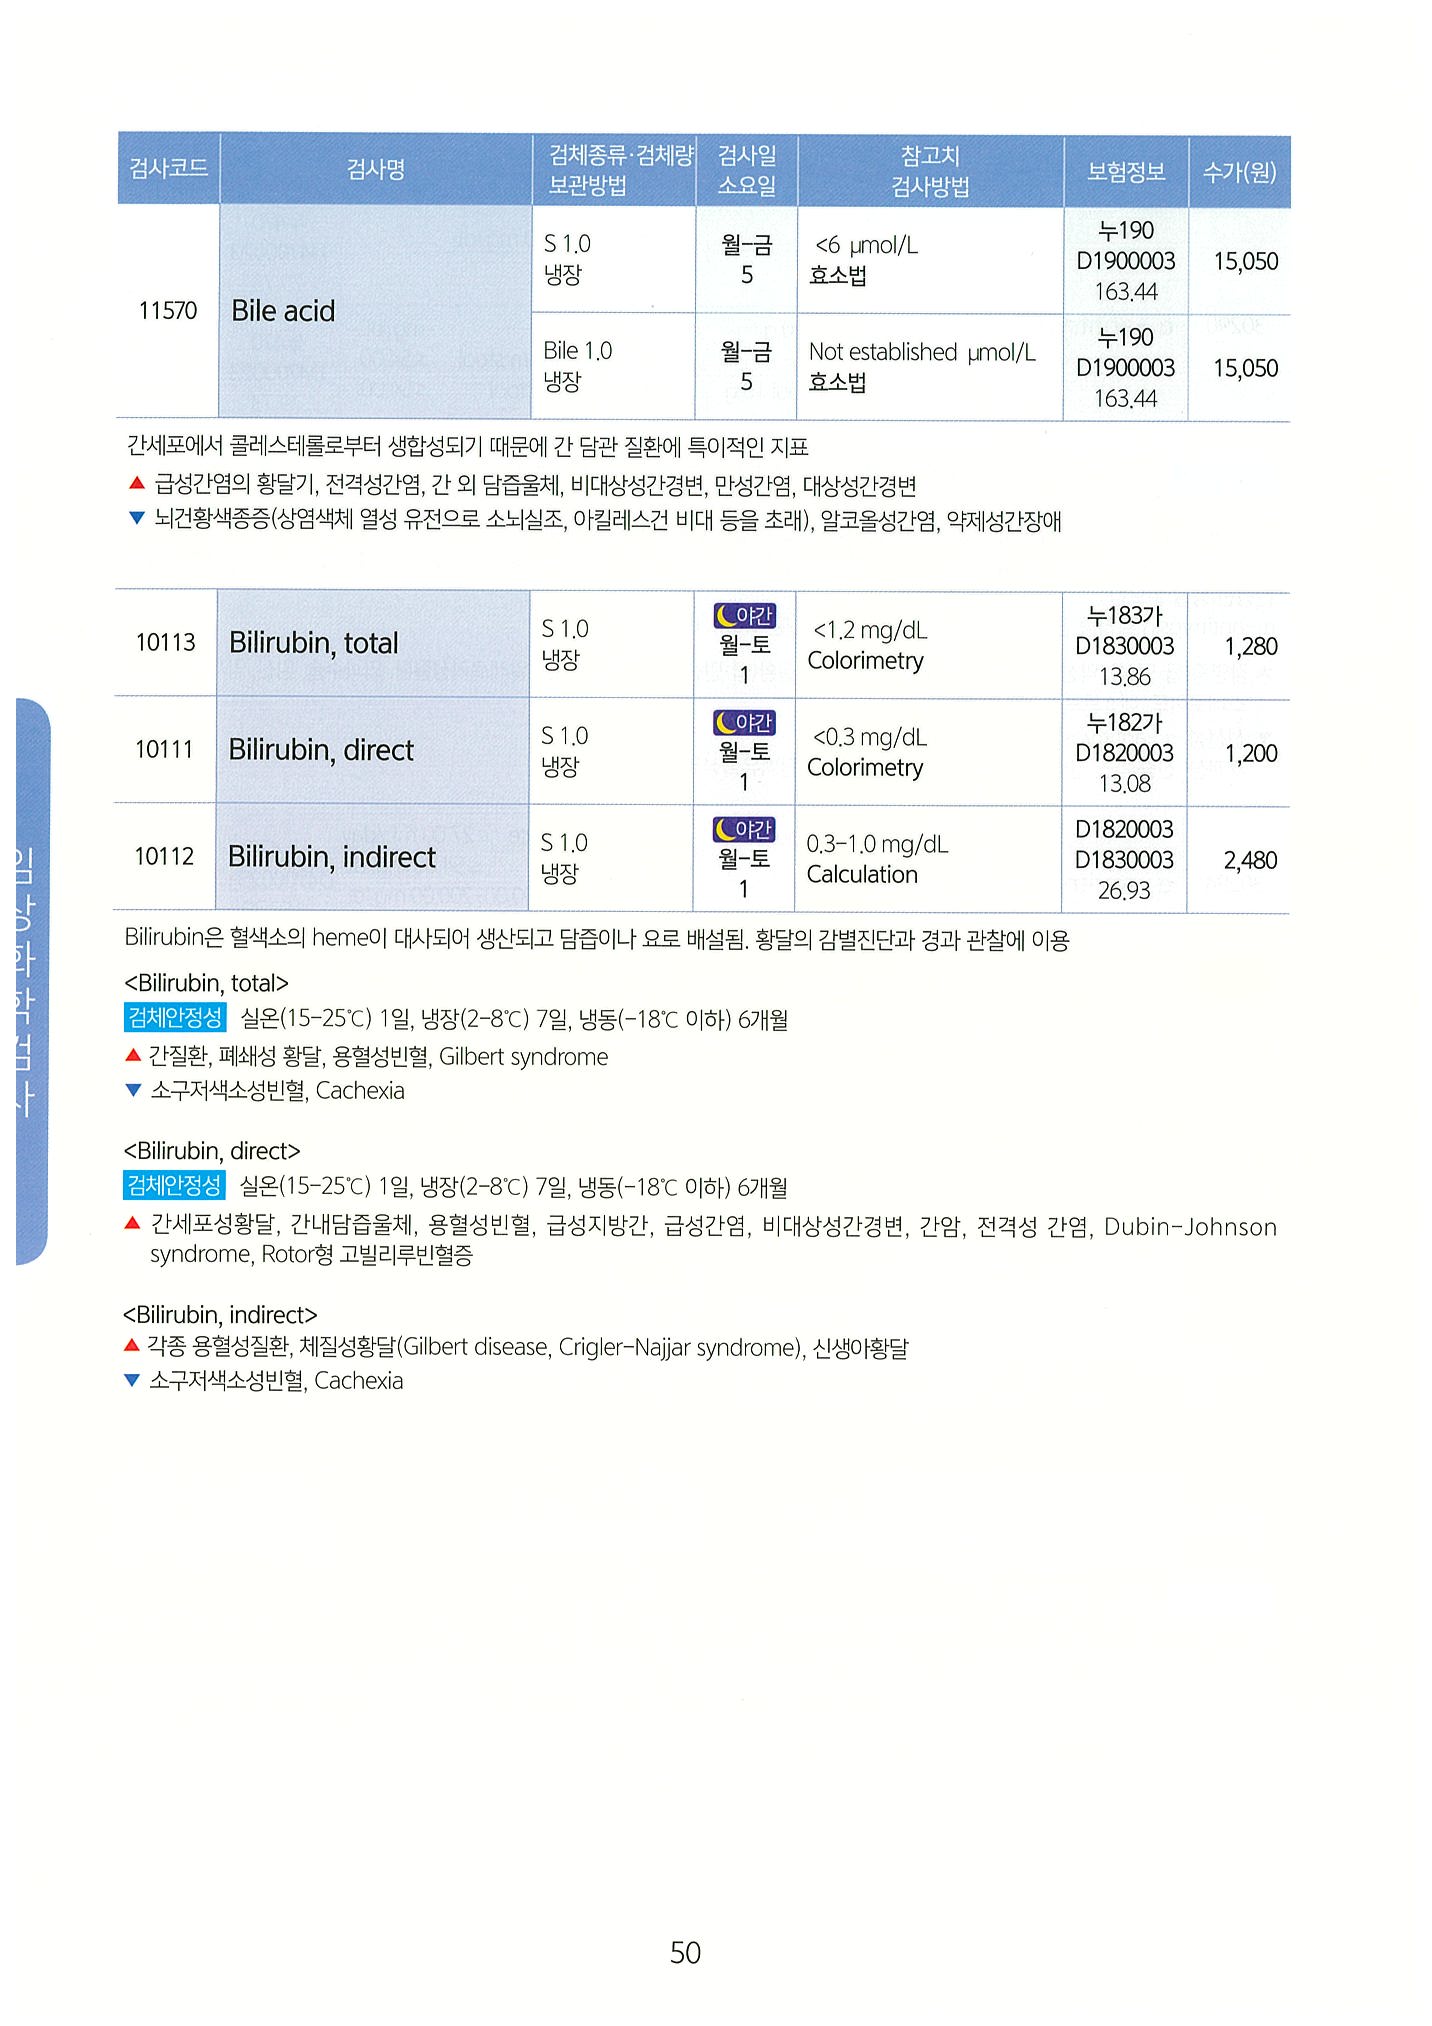 검사코드
검사명
검체종류·검체량
보관방법
검사일
소요일
참고치
검사방법
보험정보
수가(원)
11570
Bile acid
S 1.0
냉장
월-금
5
<6 μmol/L
효소법
누190
D1900003
163.44
15,050
Bile 1.0
냉장
월-금
5
Not established μmol/L
효소법
누190
D1900003
163.44
15,050
간세포에서 콜레스테롤로부터 생합성되기 때문에 간 담관 질환에 특이적인 지표
▲ 급성간염의 황달기, 전격성간염, 간 외 담즙울체, 비대상성간경변, 만성간염, 대상성간경변
▼ 뇌건황색종증(상염색체 열성 유전으로 소뇌실조, 아킬레스건 비대 등을 초래), 알코올성간염, 약제성간장애
10113
Bilirubin, total
S 1.0
냉장
야간
월-토
1
<1.2 mg/dL
Colorimetry
누183가
D1830003
13.86
1,280
10111
Bilirubin, direct
S 1.0
냉장
야간
월-토
1
<0.3 mg/dL
Colorimetry
누182가
D1820003
13.08
1,200
10112
Bilirubin, indirect
S 1.0
냉장
야간
월-토
1
0.3-1.0 mg/dL
Calculation
D1820003
D1830003
26.93
2,480
Bilirubin은 혈색소의 heme이 대사되어 생산되고 담즙이나 요로 배설됨. 황달의 감별진단과 경과 관찰에 이용
<Bilirubin, total>
검체안정성 실온(15-25℃) 1일, 냉장(2-8℃) 7일, 냉동(-18℃ 이하) 6개월
▲ 간질환, 폐쇄성 황달, 용혈성빈혈, Gilbert syndrome
▼ 소구저색소성빈혈, Cachexia
<Bilirubin, direct>
검체안정성 실온(15-25℃) 1일, 냉장(2-8℃) 7일, 냉동(-18℃ 이하) 6개월
▲ 간세포성황달, 간내담즙울체, 용혈성빈혈, 급성지방간, 급성간염, 비대상성간경변, 간암, 전격성 간염, Dubin-Johnson
syndrome, Rotor형 고빌리루빈혈증
<Bilirubin, indirect>
▲ 각종 용혈성질환, 체질성황달(Gilbert disease, Crigler-Najjar syndrome), 신생아황달
▼ 소구저색소성빈혈, Cachexia
임상화학검사
50